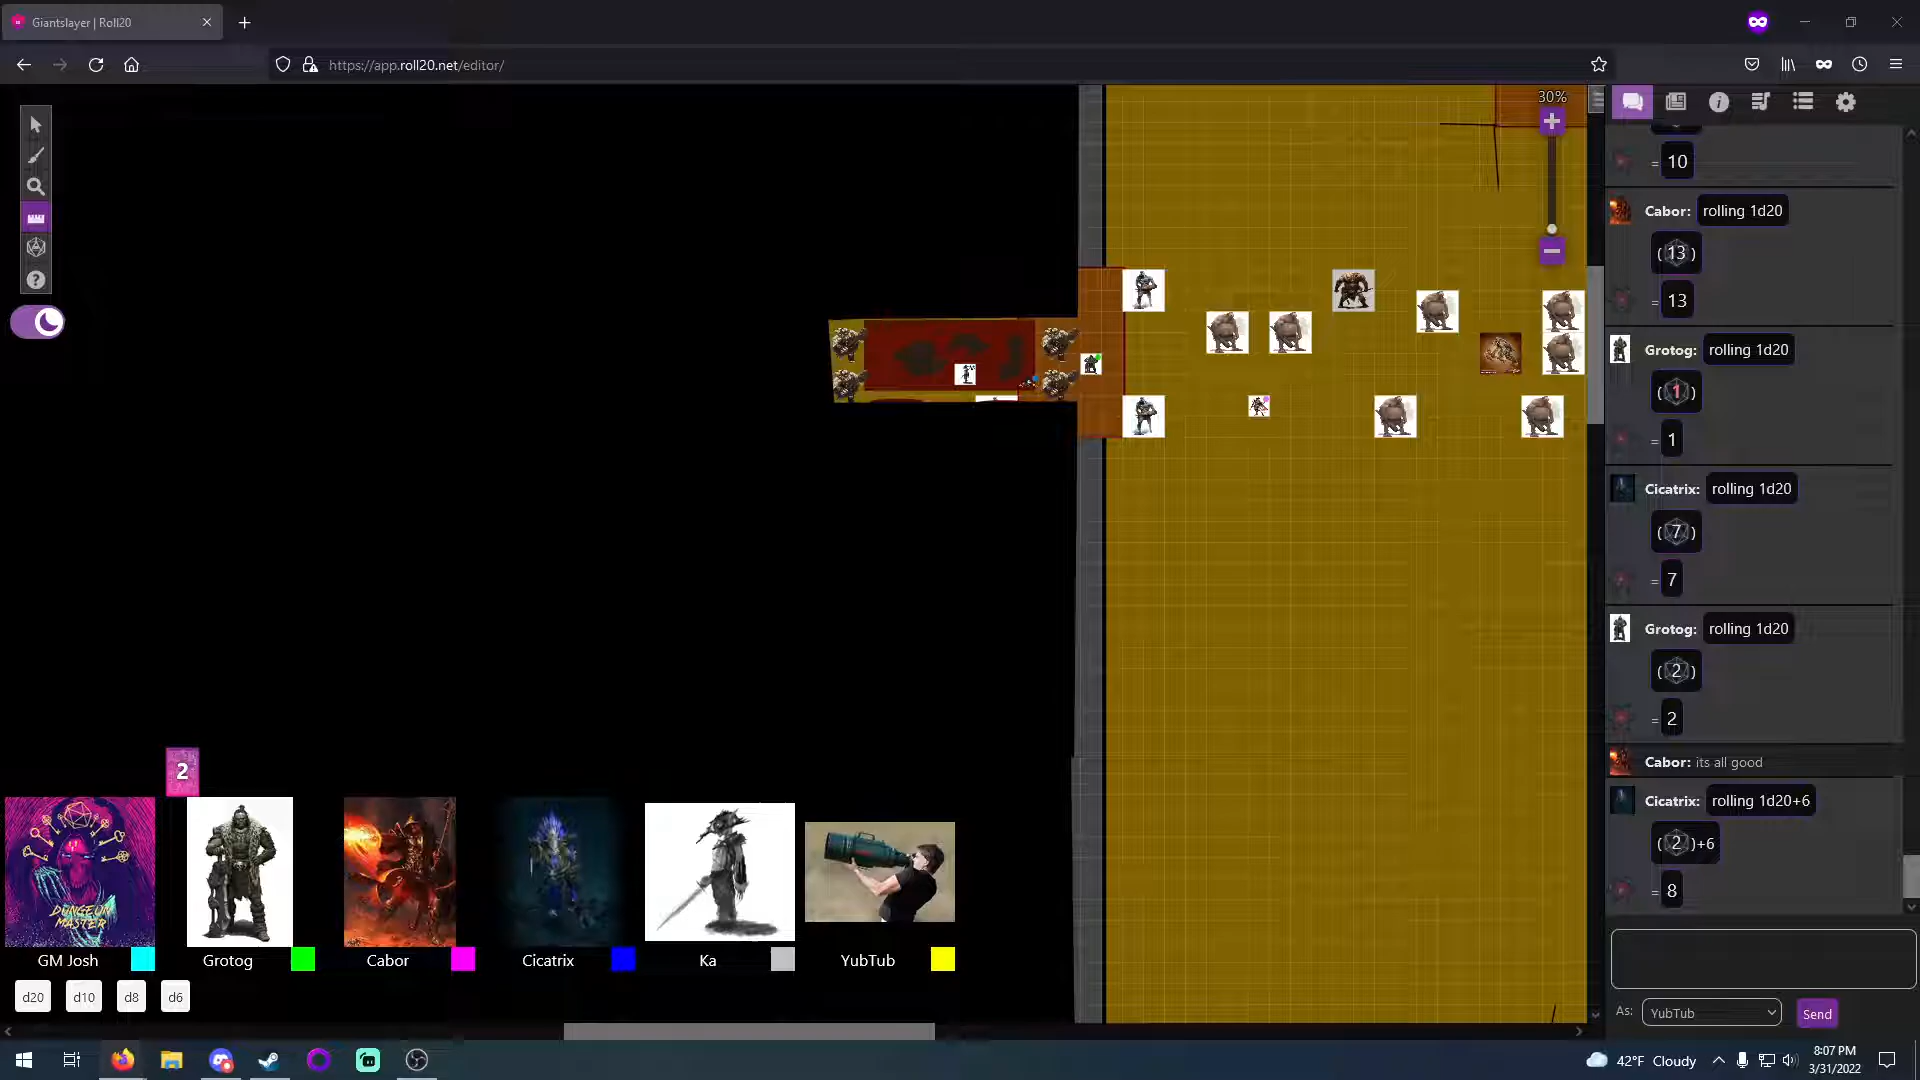 Giantslayer | Roll20
https://app.roll20.net/editor/
30%
= 10
Cabor: rolling 1d20
(13)
= 13
Grotog: rolling 1d20
(1)
= 1
Cicatrix: rolling 1d20
(7)
= 7
Grotog: rolling 1d20
(2)
= 2
Cabor: its all good
Cicatrix: rolling 1d20+6
(2)+6
= 8
2
DUNGEON
MASTER
GM Josh
Grotog
Cabor
Cicatrix
Ka
YubTub
d20
d10
d8
d6
As:
YubTub
Send
42°F Cloudy
8:07 PM
3/31/2022